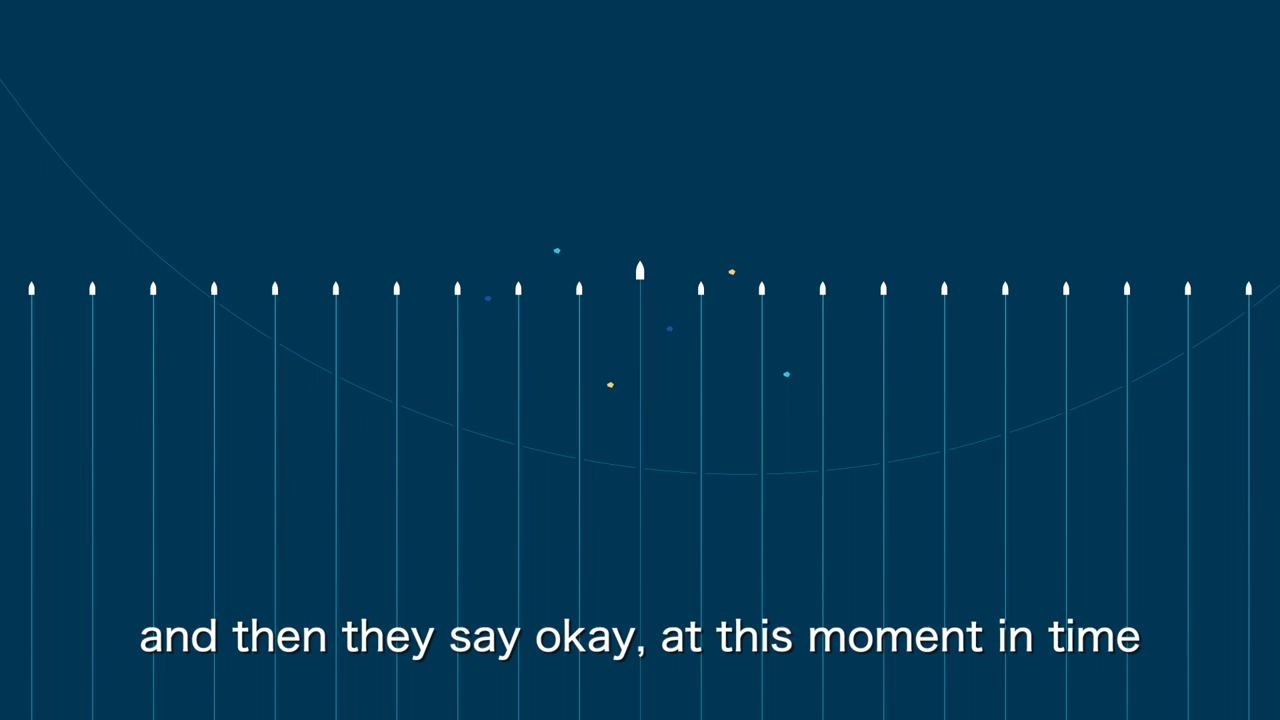 and then they say okay, at this moment in time